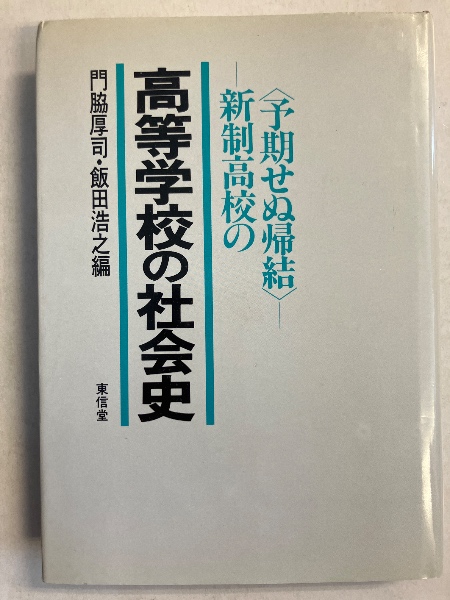 高等学校の社会史
―新制高校の
〈予期せぬ帰結〉―
門脇厚司・飯田浩之編
東信堂